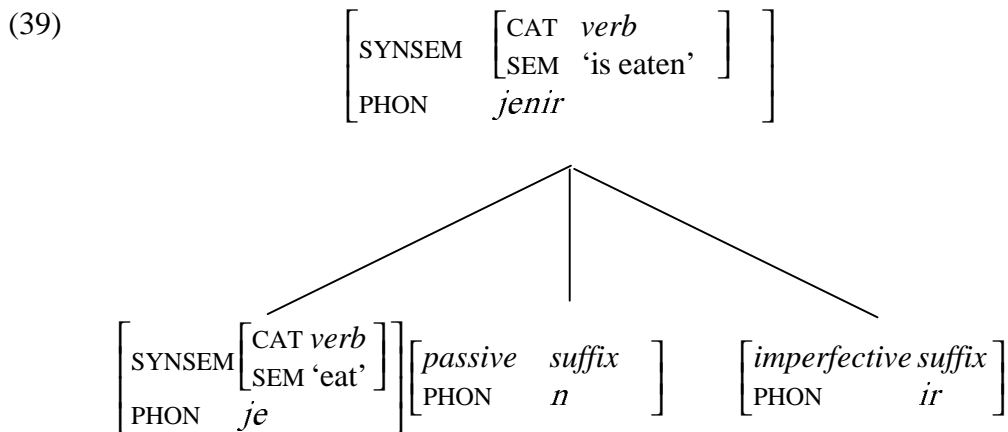 (39)
SYNSEM CAT verb
SEM ‘is eaten’
PHON jenir
SYNSEM CAT verb
SEM ‘eat’
PHON je
passive suffix
PHON n
imperfective suffix
PHON ir